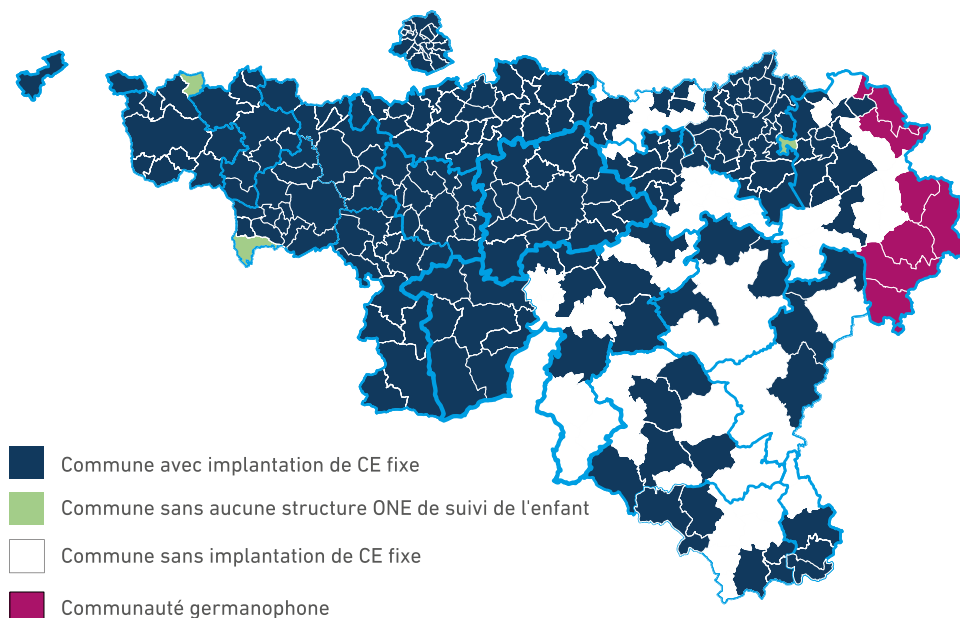 Commune avec implantation de CE fixe
Commune sans aucune structure ONE de suivi de l'enfant
Commune sans implantation de CE fixe
Communauté germanophone